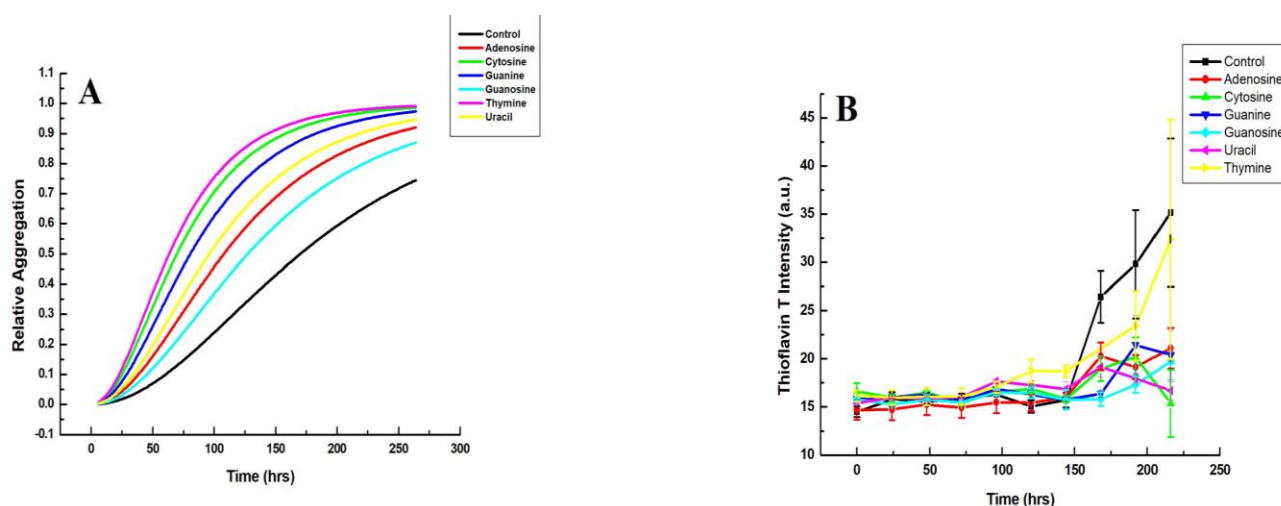 A
Control
Adenosine
Cytosine
Guanine
Guanosine
Thymine
Uracil
Relative Aggregation
1.1
1.0
0.9
0.8
0.7
0.6
0.5
0.4
0.3
0.2
0.1
0.0
-0.1
0 50 100 150 200 250 300
Time (hrs)
B
Control
Adenosine
Cytosine
Guanine
Guanosine
Uracil
Thymine
Thioflavin T Intensity (a.u.)
45
40
35
30
25
20
15
10
0 50 100 150 200 250
Time (hrs)